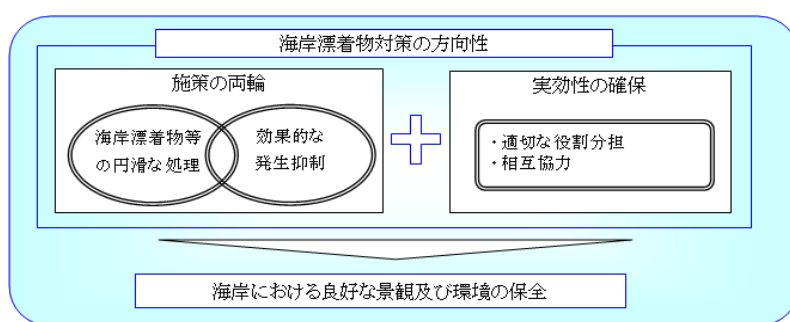 海岸漂着物対策の方向性
施策の両輪
海岸漂着物等
の円滑な処理
効果的な
発生抑制
実効性の確保
・適切な役割分担
・相互協力
海岸における良好な景観及び環境の保全